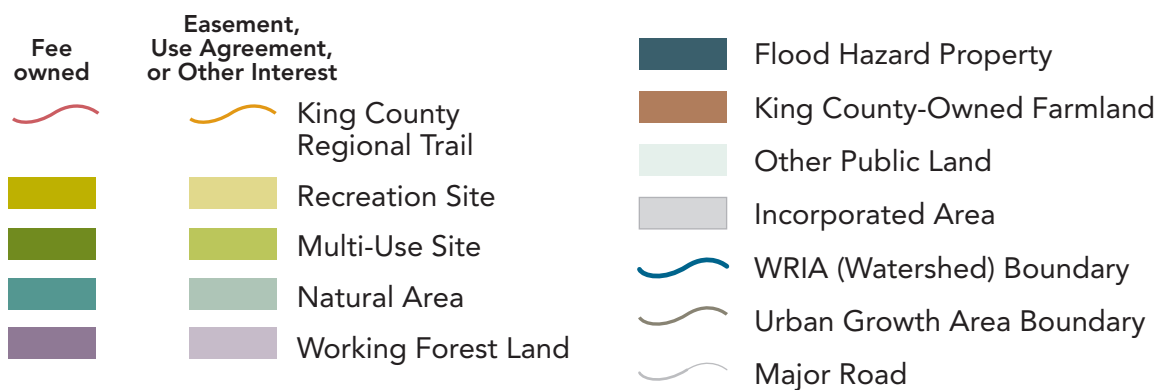 Fee
owned
Easement,
Use Agreement,
or Other Interest
King County
Regional Trail
Recreation Site
Multi-Use Site
Natural Area
Working Forest Land
Flood Hazard Property
King County-Owned Farmland
Other Public Land
Incorporated Area
WRIA (Watershed) Boundary
Urban Growth Area Boundary
Major Road